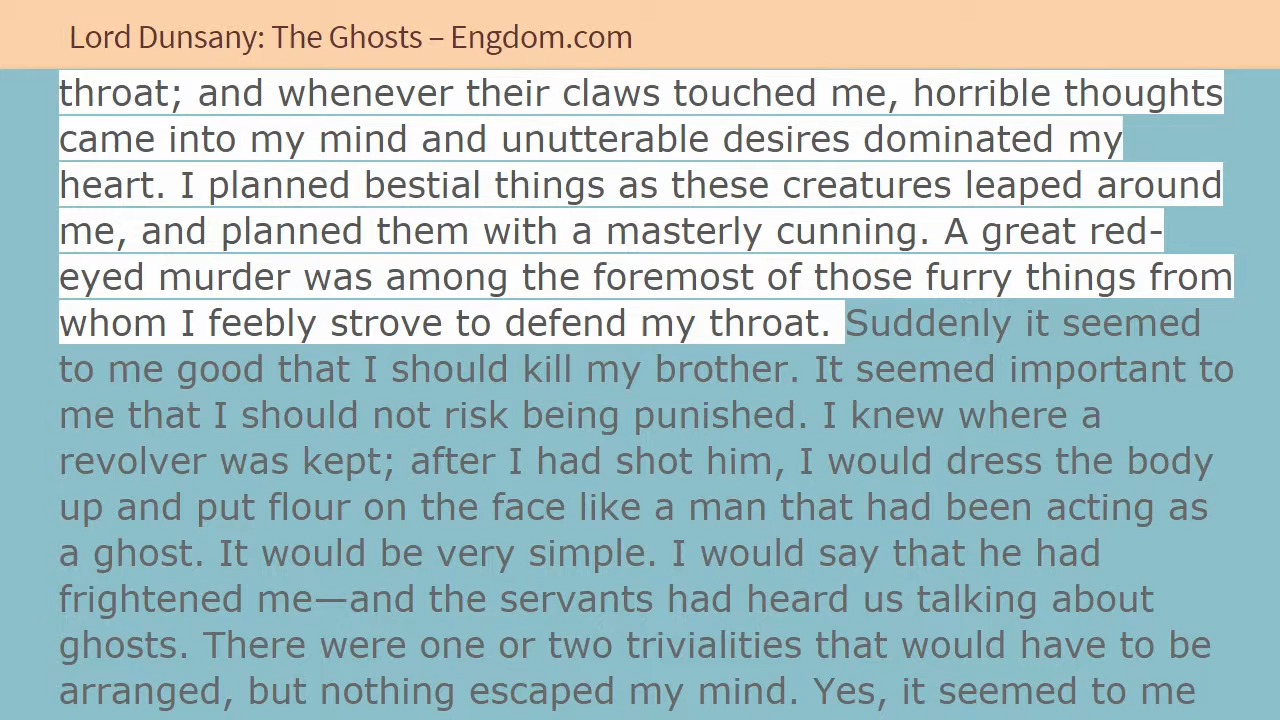 Lord Dunsany: The Ghosts – Engdom.com
throat; and whenever their claws touched me, horrible thoughts
came into my mind and unutterable desires dominated my
heart. I planned bestial things as these creatures leaped around
me, and planned them with a masterly cunning. A great red-
eyed murder was among the foremost of those furry things from
whom I feebly strove to defend my throat. Suddenly it seemed
to me good that I should kill my brother. It seemed important to
me that I should not risk being punished. I knew where a
revolver was kept; after I had shot him, I would dress the body
up and put flour on the face like a man that had been acting as
a ghost. It would be very simple. I would say that he had
frightened me—and the servants had heard us talking about
ghosts. There were one or two trivialities that would have to be
arranged, but nothing escaped my mind. Yes, it seemed to me